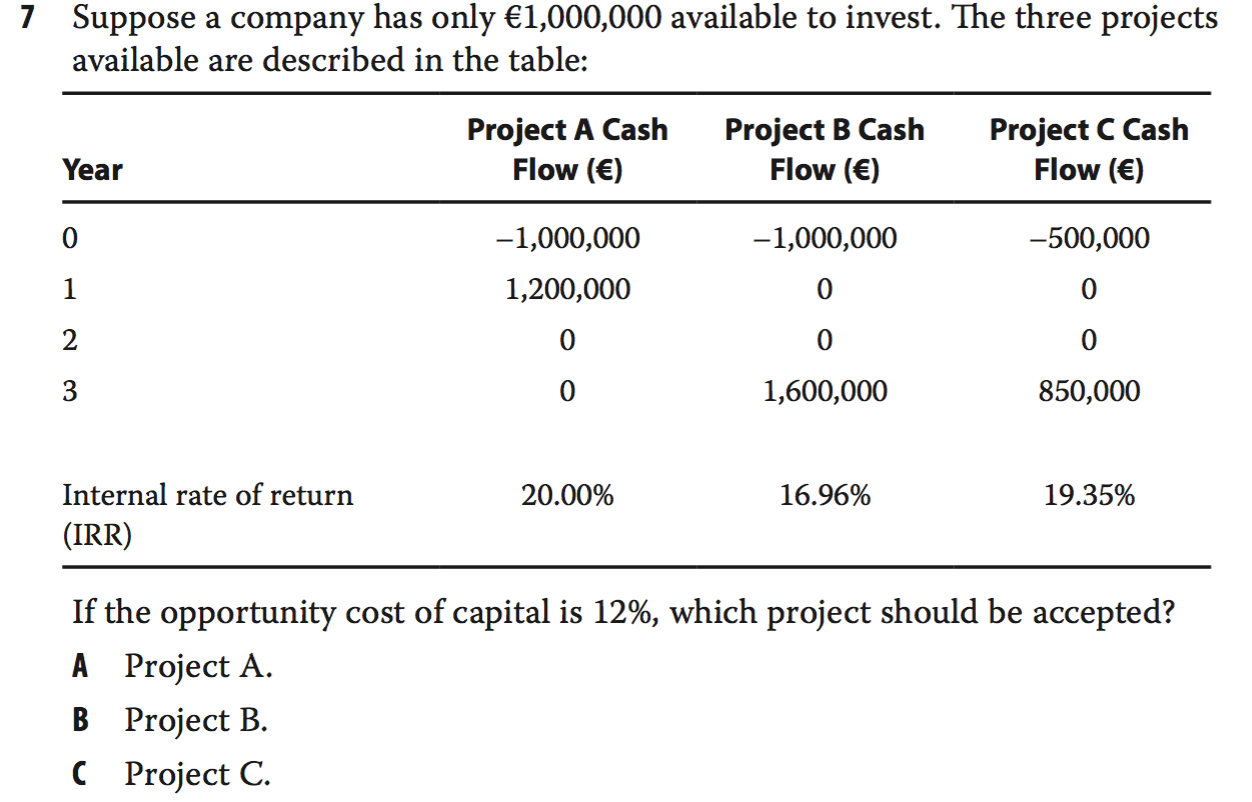 7 Suppose a company has only €1,000,000 available to invest. The three projects
available are described in the table:
Project A Cash Project B Cash Project C Cash
Year Flow (€) Flow (€) Flow (€)
0 –1,000,000 –1,000,000 –500,000
1 1,200,000 0 0
2 0 0 0
3 0 1,600,000 850,000
Internal rate of return 20.00% 16.96% 19.35%
(IRR)
If the opportunity cost of capital is 12%, which project should be accepted?
A Project A.
B Project B.
C Project C.